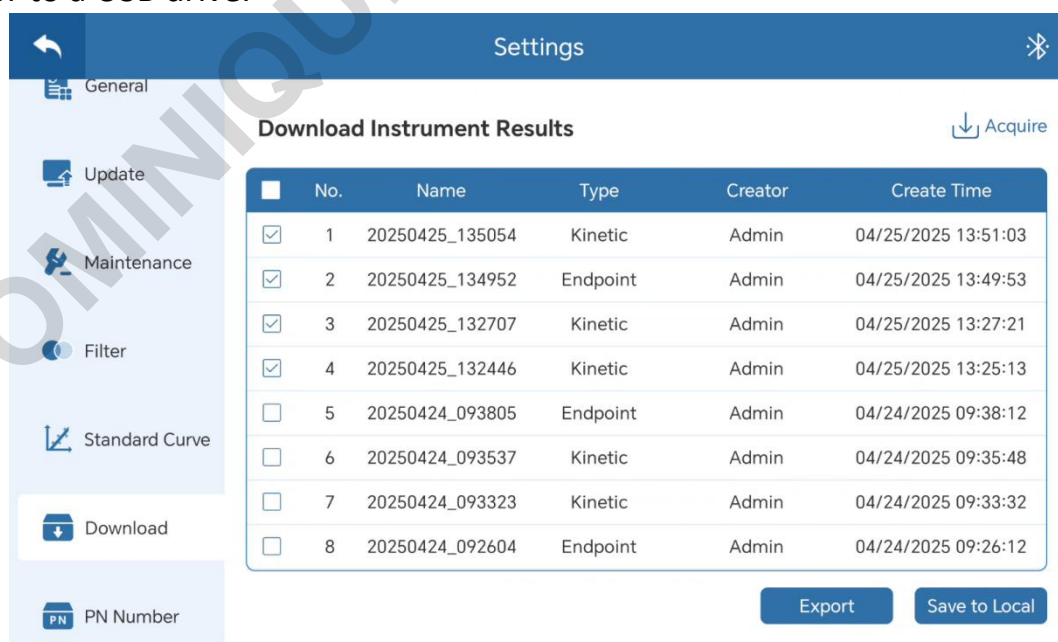 Settings
General
Update
Maintenance
Filter
Standard Curve
Download
PN PN Number
Download Instrument Results
Acquire
No. Name Type Creator Create Time
1 20250425_135054 Kinetic Admin 04/25/2025 13:51:03
2 20250425_134952 Endpoint Admin 04/25/2025 13:49:53
3 20250425_132707 Kinetic Admin 04/25/2025 13:27:21
4 20250425_132446 Kinetic Admin 04/25/2025 13:25:13
5 20250424_093805 Endpoint Admin 04/24/2025 09:38:12
6 20250424_093537 Kinetic Admin 04/24/2025 09:35:48
7 20250424_093323 Kinetic Admin 04/24/2025 09:33:32
8 20250424_092604 Endpoint Admin 04/24/2025 09:26:12
Export Save to Local